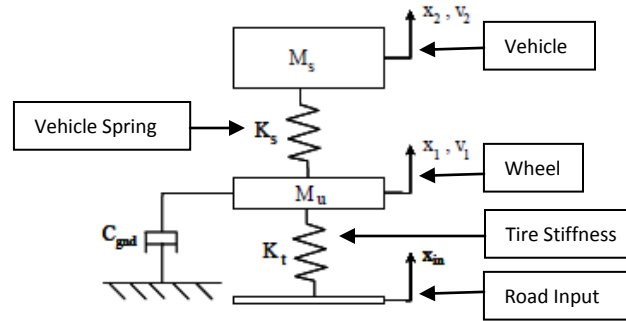 x2 , v2
Vehicle
Ms
Vehicle Spring
Ks
x1 , v1
Wheel
Mu
Cgnd
Tire Stiffness
Kt
xin
Road Input